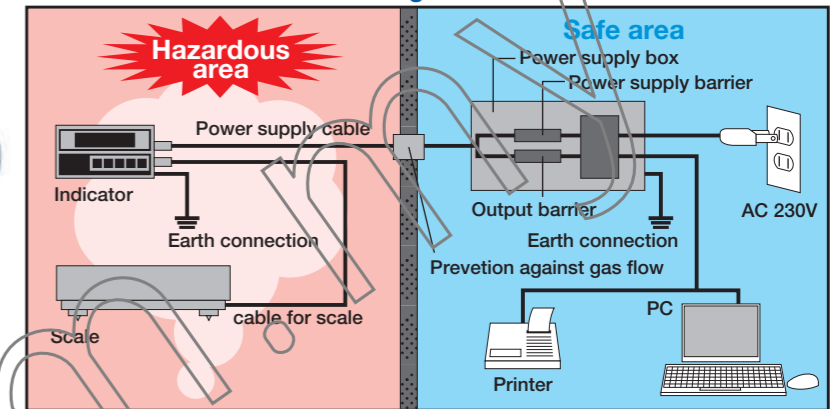 Hazardous
area
Safe area
Power supply box
Power supply barrier
Power supply cable
Indicator
Output barrier
AC 230V
Earth connection
Earth connection
Prevetion against gas flow
cable for scale
PC
Scale
Printer